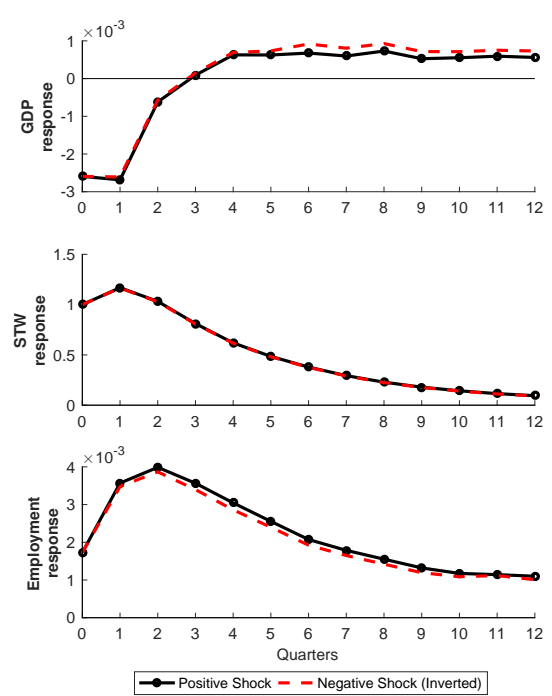 ×10⁻³
1
0
-1
-2
-3
GDP
response
0 1 2 3 4 5 6 7 8 9 10 11 12
1.5
1
0.5
0
STW
response
0 1 2 3 4 5 6 7 8 9 10 11 12
×10⁻³
4
3
2
1
0
Employment
response
0 1 2 3 4 5 6 7 8 9 10 11 12
Quarters
Positive Shock Negative Shock (Inverted)